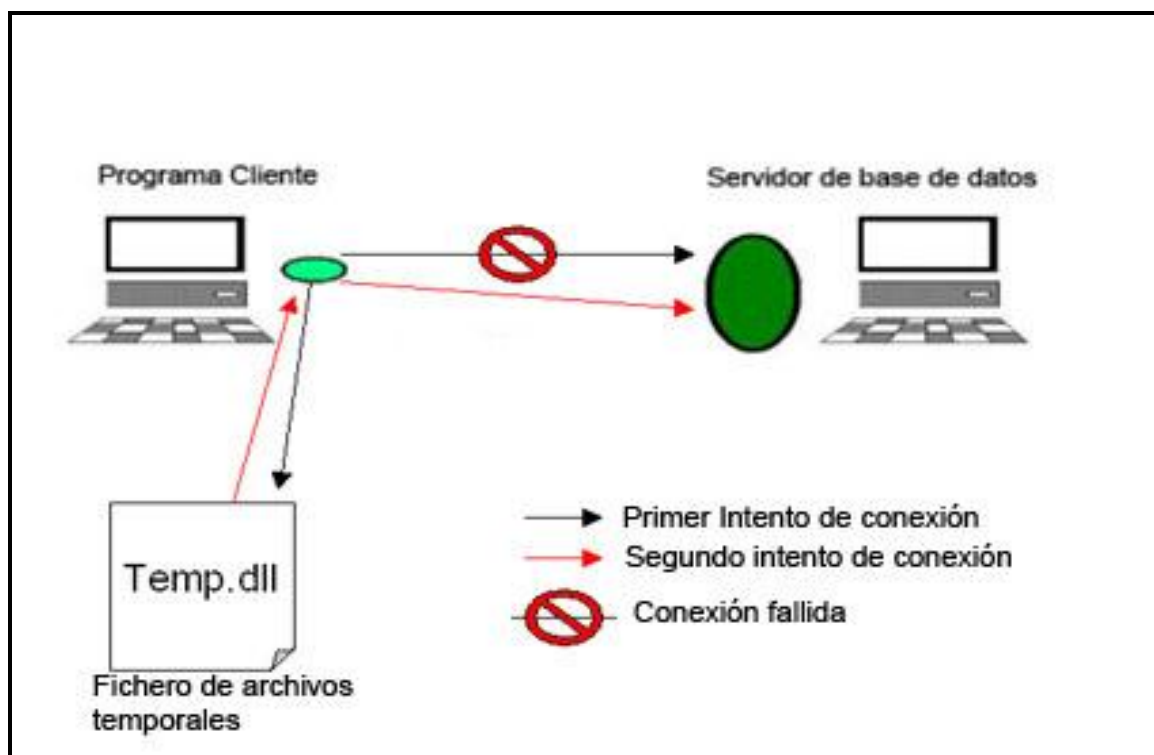 Programa Cliente
Servidor de base de datos
Temp.dll
Fichero de archivos
temporales
Primer Intento de conexión
Segundo intento de conexión
Conexión fallida